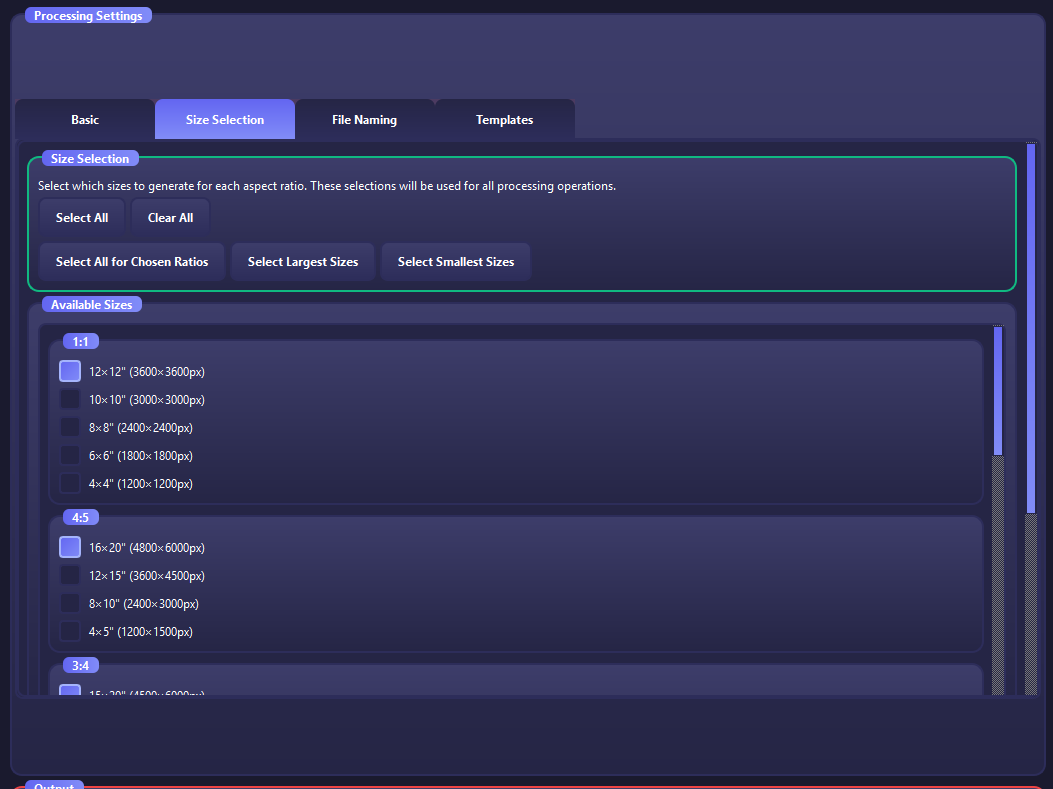 Processing Settings
Basic
Size Selection
File Naming
Templates
Size Selection
Select which sizes to generate for each aspect ratio. These selections will be used for all processing operations.
Select All
Clear All
Select All for Chosen Ratios
Select Largest Sizes
Select Smallest Sizes
Available Sizes
1:1
12×12" (3600×3600px)
10×10" (3000×3000px)
8×8" (2400×2400px)
6×6" (1800×1800px)
4×4" (1200×1200px)
4:5
16×20" (4800×6000px)
12×15" (3600×4500px)
8×10" (2400×3000px)
4×5" (1200×1500px)
3:4
15×20" (4500×6000px)
Output